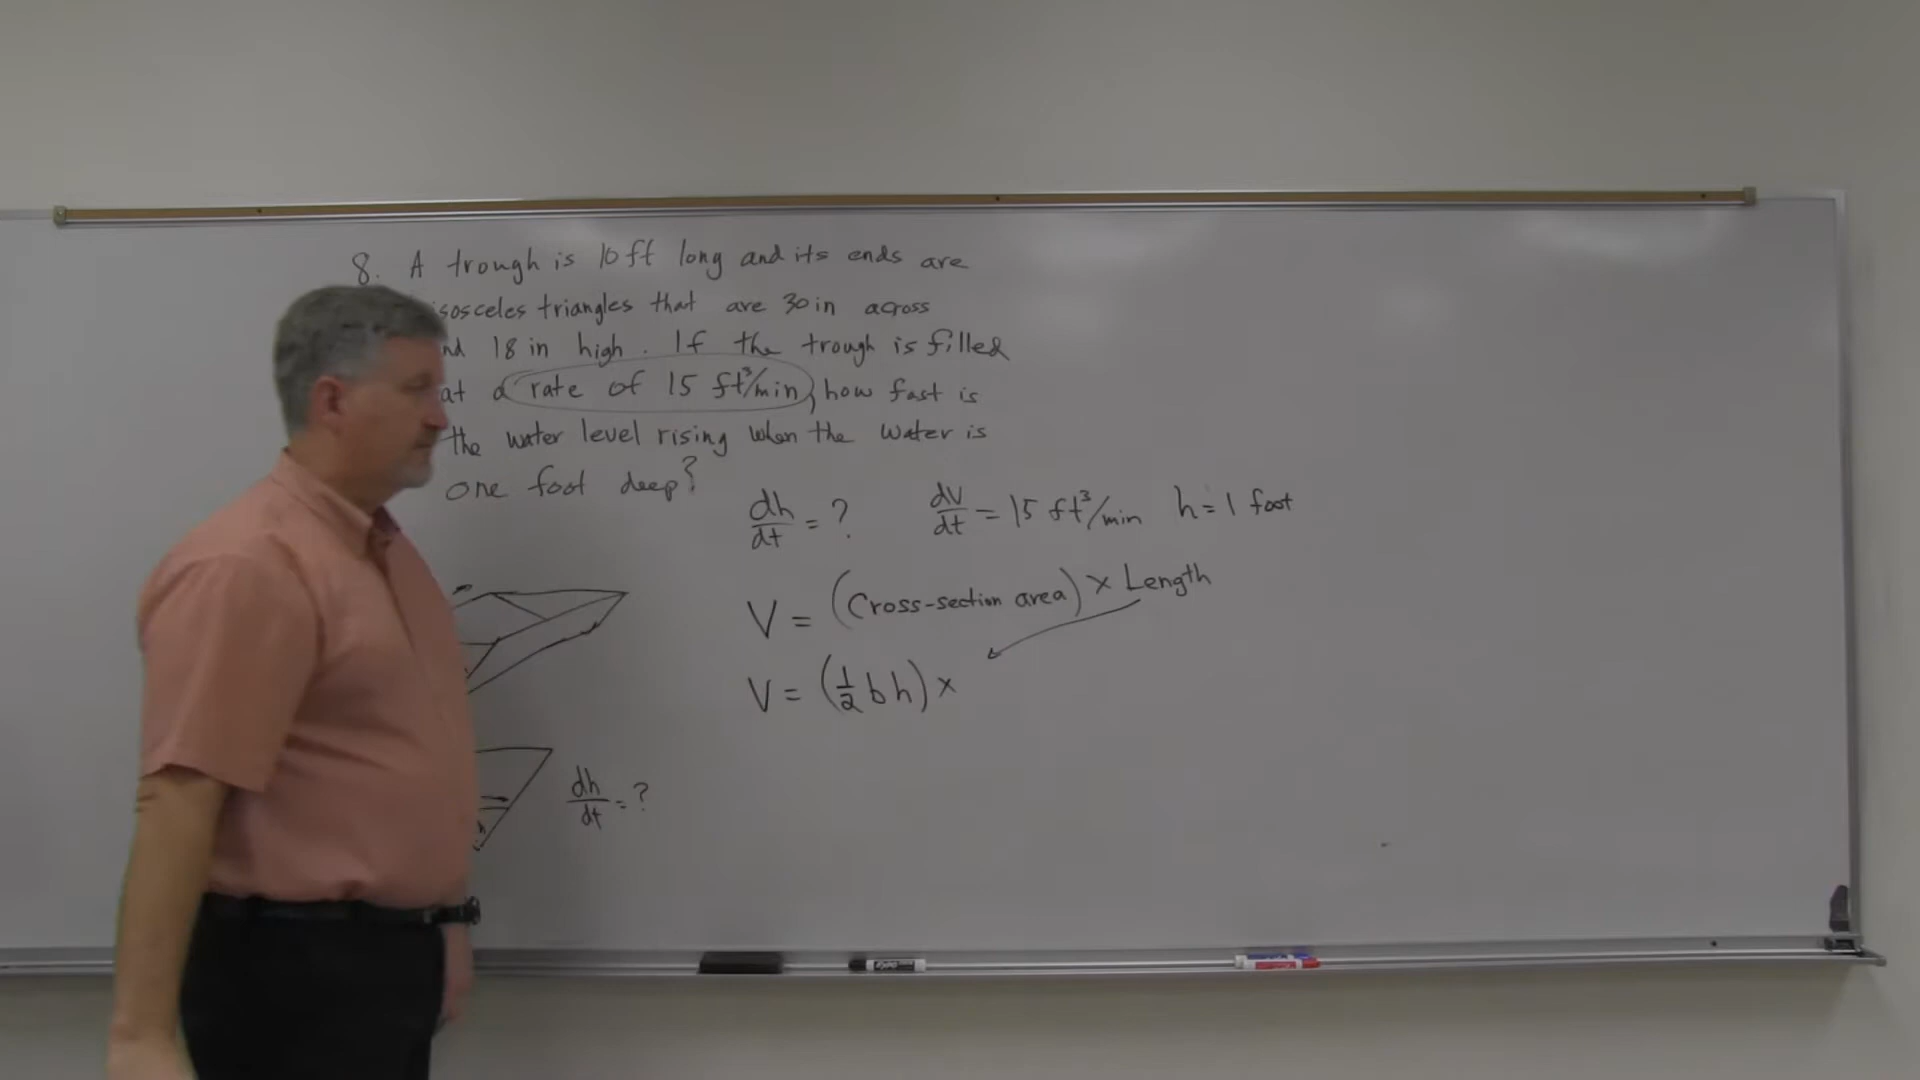 8. A trough is 10 ft long and its ends are
isosceles triangles that are 30 in across
nd 18 in high. If the trough is filled
at a rate of 15 ft³/min, how fast is
the water level rising when the water is
one foot deep?
dh/dt = ? dV/dt = 15 ft³/min h = 1 foot
V = (Cross-section area) × Length
V = (1/2 b h) ×
h
dh/dt = ?